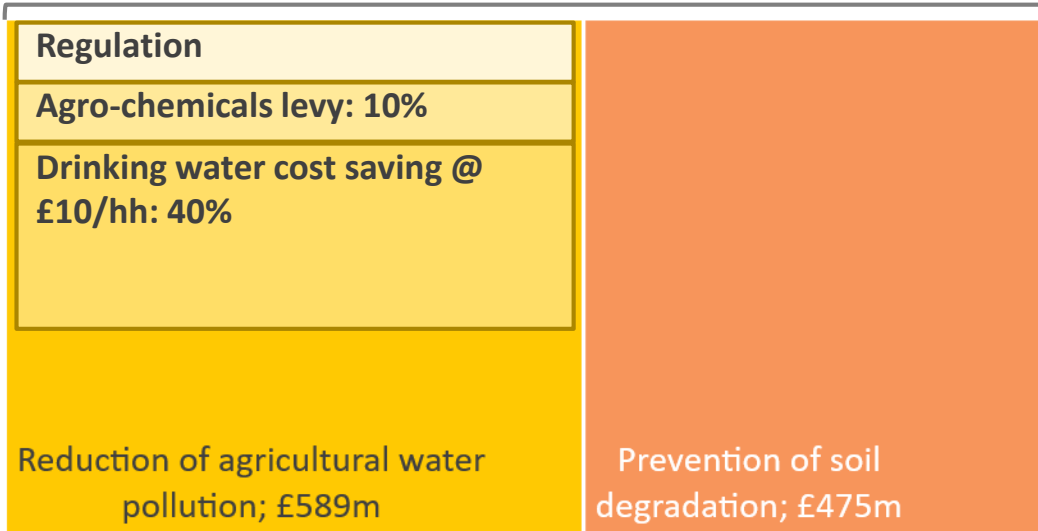 Regulation
Agro-chemicals levy: 10%
Drinking water cost saving @
£10/hh: 40%
Reduction of agricultural water
pollution; £589m
Prevention of soil
degradation; £475m